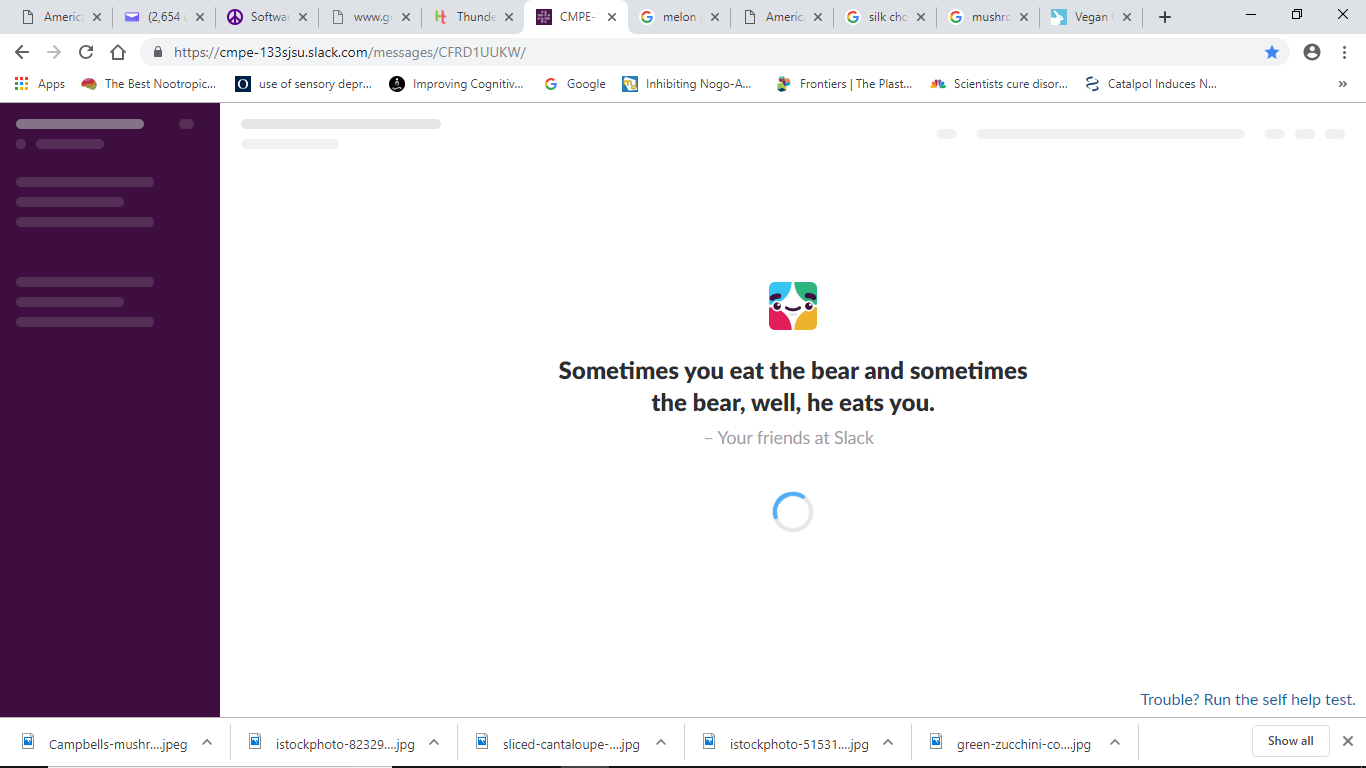 America
(2,654
Softwar
www.g
Thunde
CMPE-
melon
America
silk cho
mushro
Vegan
https://cmpe-133sjsu.slack.com/messages/CFRD1UUKW/
Apps
The Best Nootropic...
use of sensory depr...
Improving Cognitiv...
Google
Inhibiting Nogo-A...
Frontiers | The Plast...
Scientists cure disor...
Catalpol Induces N...
»
Sometimes you eat the bear and sometimes
the bear, well, he eats you.
– Your friends at Slack
Trouble? Run the self help test.
Campbells-mushr....jpeg
istockphoto-82329....jpg
sliced-cantaloupe-....jpg
istockphoto-51531....jpg
green-zucchini-co....jpg
Show all